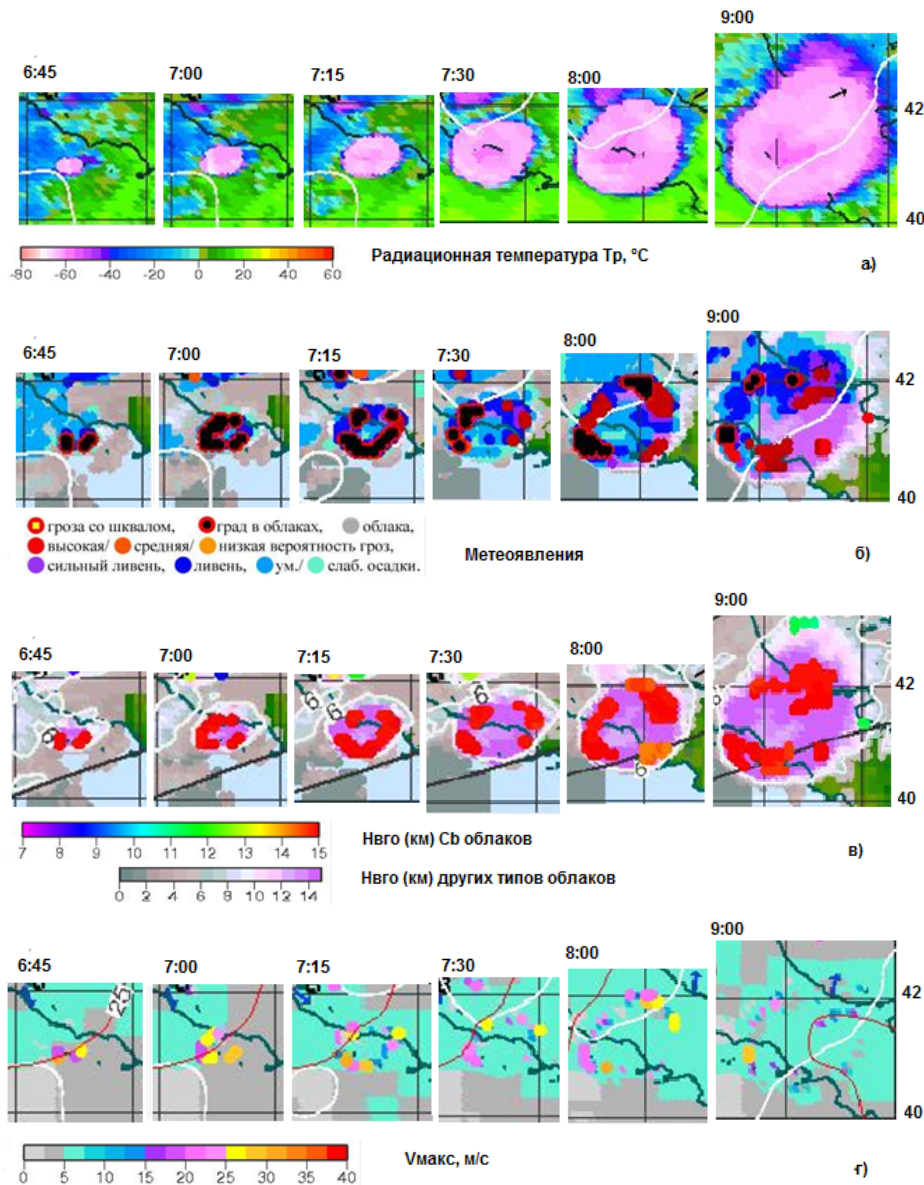 9:00
6:45 7:00 7:15 7:30 8:00
42
40
-80 -60 -40 -20 0 20 40 60
Радиационная температура Тр, °С
а)
9:00
6:45 7:00 7:15 7:30 8:00
42
40
гроза со шквалом, град в облаках, облака,
высокая/ средняя/ низкая вероятность гроз,
сильный ливень, ливень, ум./ слаб. осадки.
Метеоявления
б)
9:00
6:45 7:00 7:15 7:30 8:00
6 6 6 6 6
42
40
7 8 9 10 11 12 13 14 15
Нвго (км) Cb облаков
в)
0 2 4 6 8 10 12 14
Нвго (км) других типов облаков
9:00
6:45 7:00 7:15 7:30 8:00
25
42
40
0 5 10 15 20 25 30 35 40
Vмакс, м/с
г)